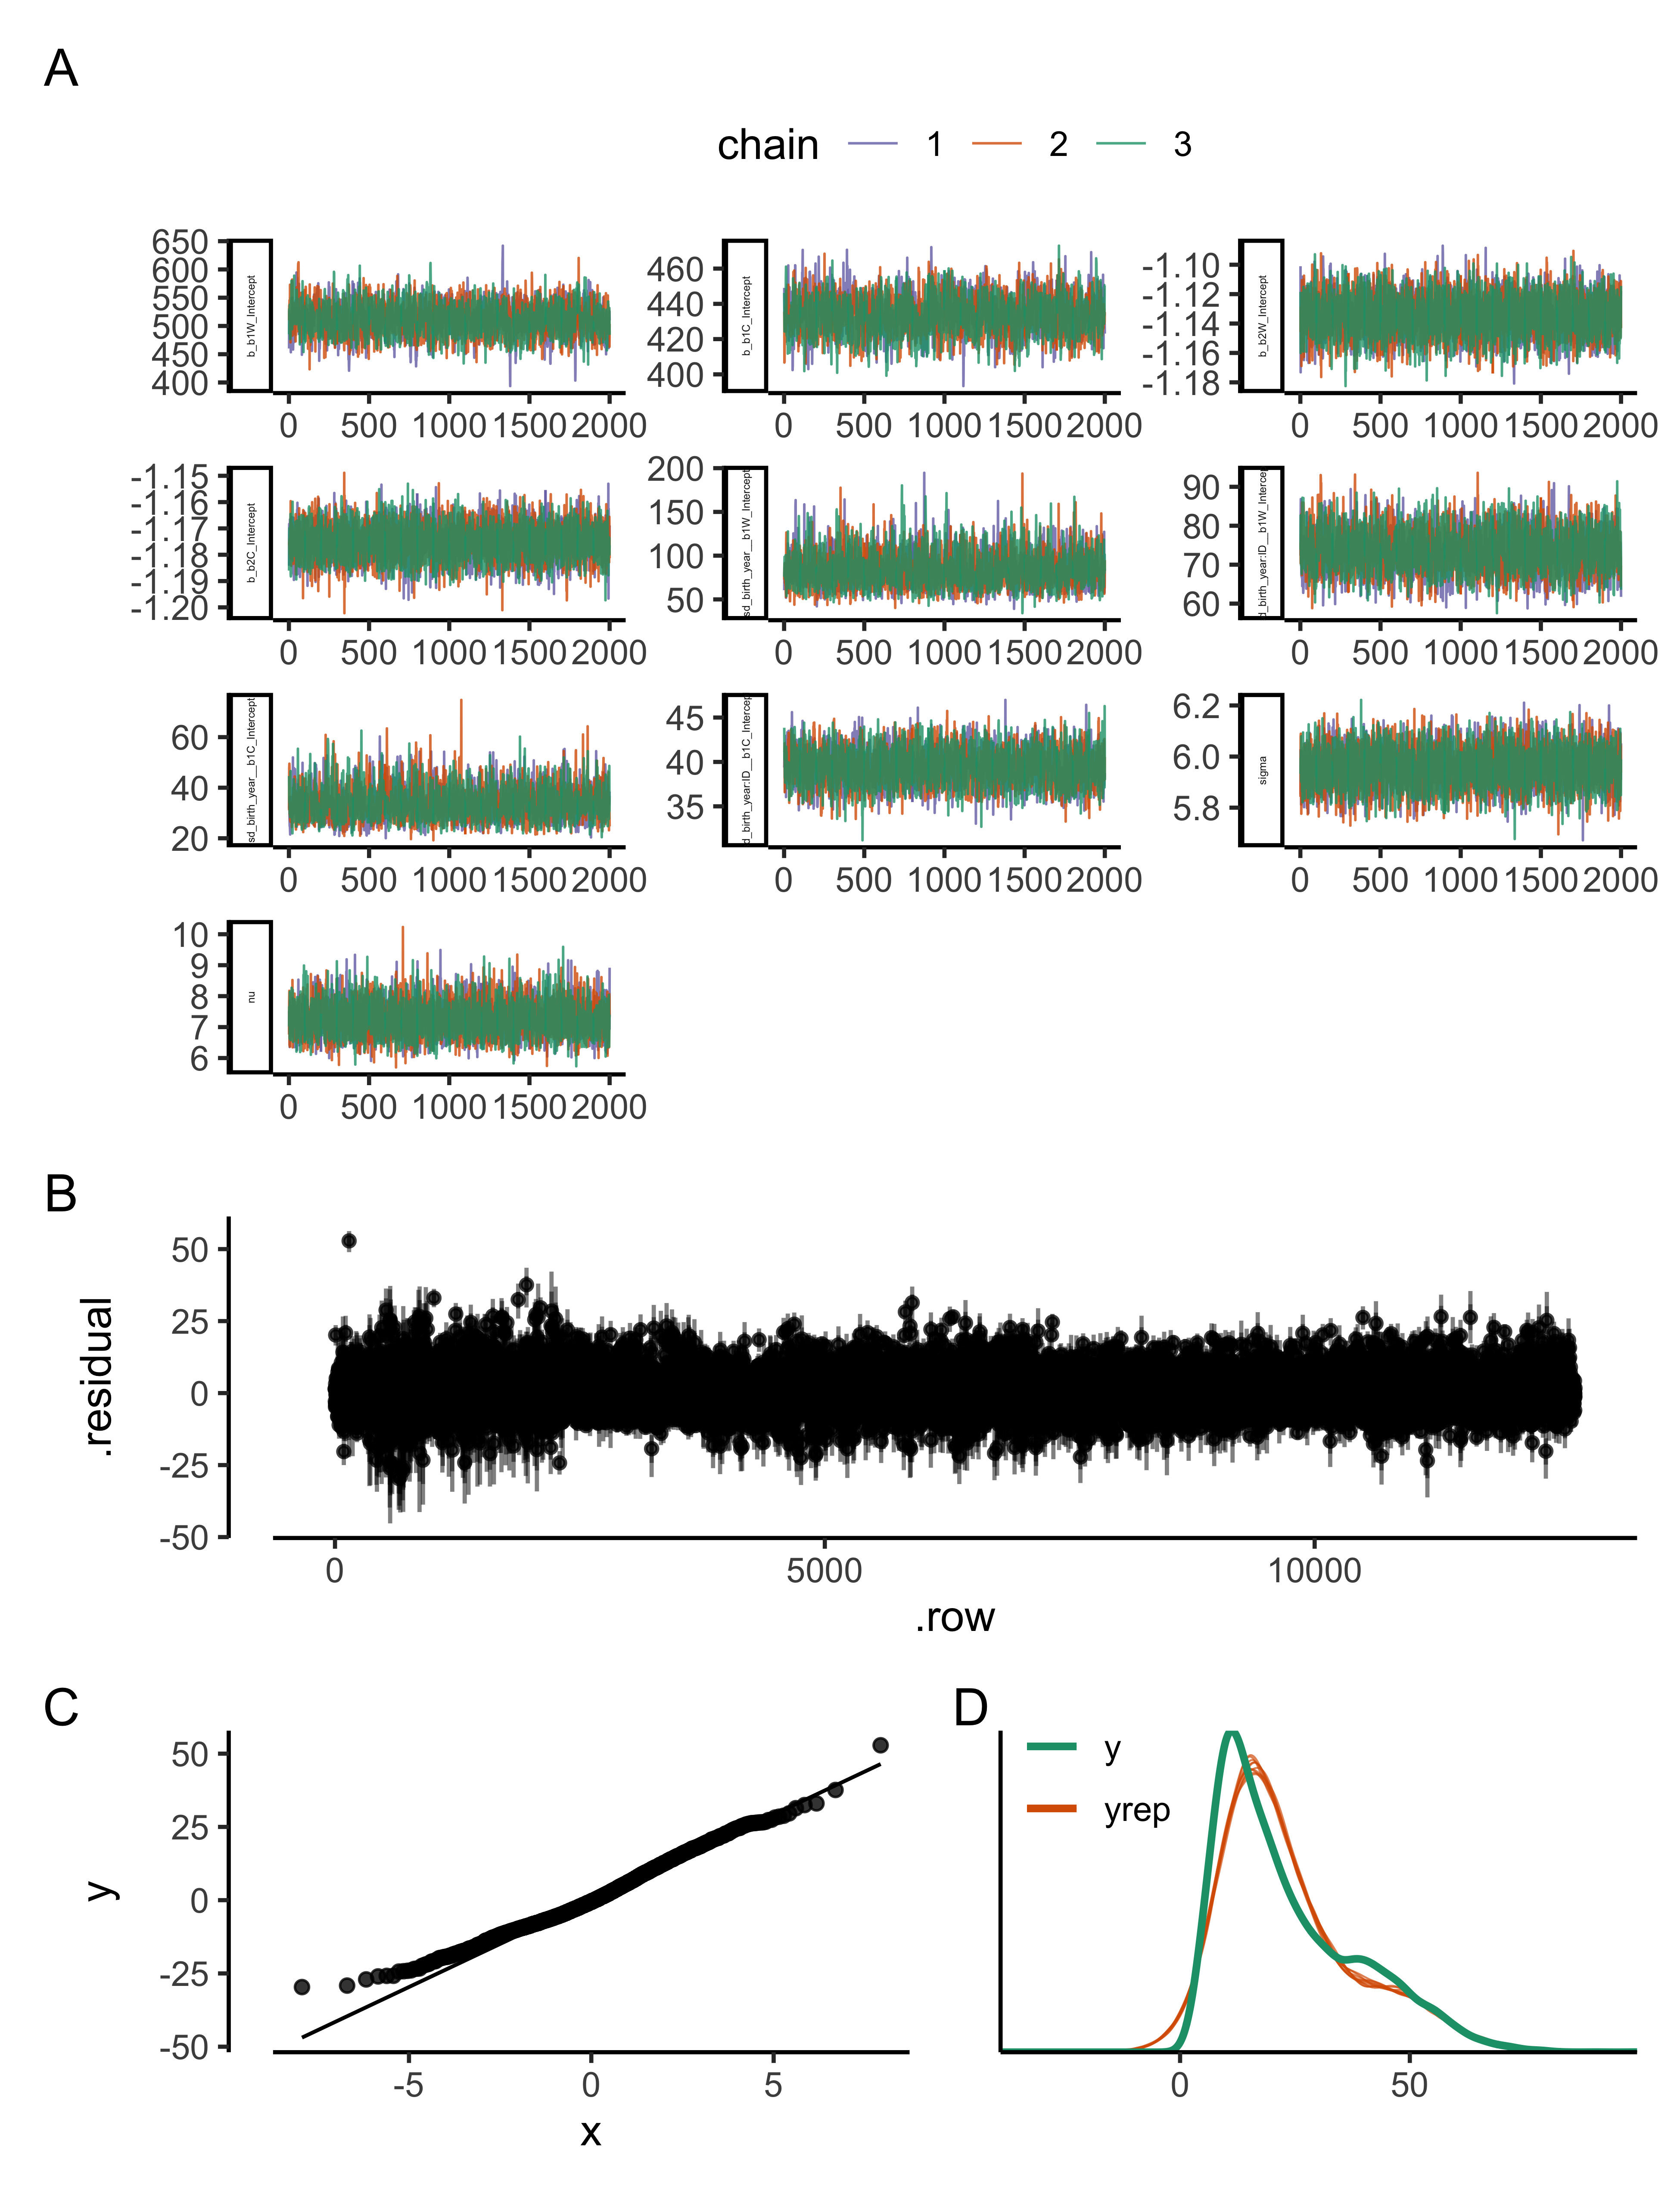 A
chain 1 2 3
650
600
550
500
450
400
b_b1W_Intercept
0 500 1000 1500 2000
460
440
420
400
b_b1C_Intercept
0 500 1000 1500 2000
-1.10
-1.12
-1.14
-1.16
-1.18
b_b2W_Intercept
0 500 1000 1500 2000
-1.15
-1.16
-1.17
-1.18
-1.19
-1.20
b_b2C_Intercept
0 500 1000 1500 2000
200
150
100
50
sd_birth_year__b1W_Intercept
0 500 1000 1500 2000
90
80
70
60
d_birth_year:ID__b1W_Intercep
0 500 1000 1500 2000
60
40
20
sd_birth_year__b1C_Intercept
0 500 1000 1500 2000
45
40
35
d_birth_year:ID__b1C_Intercep
0 500 1000 1500 2000
6.2
6.0
5.8
sigma
0 500 1000 1500 2000
10
9
8
7
6
nu
0 500 1000 1500 2000
B
50
25
0
-25
-50
.residual
0 5000 10000
.row
C
50
25
0
-25
-50
y
-5 0 5
x
D
y
yrep
0 50